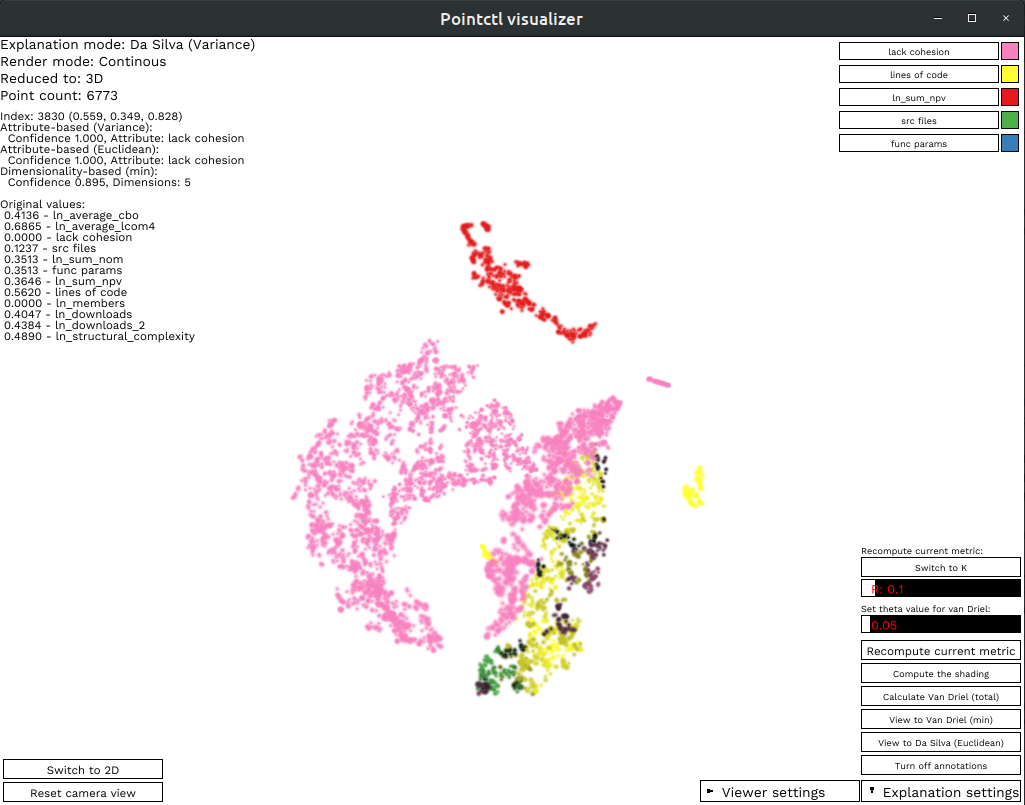 Pointctl visualizer
Explanation mode: Da Silva (Variance)
Render mode: Continous
Reduced to: 3D
Point count: 6773
Index: 3830 (0.559, 0.349, 0.828)
Attribute-based (Variance):
Confidence 1.000, Attribute: lack cohesion
Attribute-based (Euclidean):
Confidence 1.000, Attribute: lack cohesion
Dimensionality-based (min):
Confidence 0.895, Dimensions: 5
Original values:
0.4136 - ln_average_cbo
0.6865 - ln_average_lcom4
0.0000 - lack cohesion
0.1237 - src files
0.3513 - ln_sum_nom
0.3513 - func params
0.3646 - ln_sum_npv
0.5620 - lines of code
0.0000 - ln_members
0.4047 - ln_downloads
0.4384 - ln_downloads_2
0.4890 - ln_structural_complexity
lack cohesion
lines of code
ln_sum_npv
src files
func params
Recompute current metric:
Switch to K
R: 0.1
Set theta value for van Driel:
0.05
Recompute current metric
Compute the shading
Calculate Van Driel (total)
View to Van Driel (min)
View to Da Silva (Euclidean)
Turn off annotations
Switch to 2D
Reset camera view
Viewer settings
Explanation settings